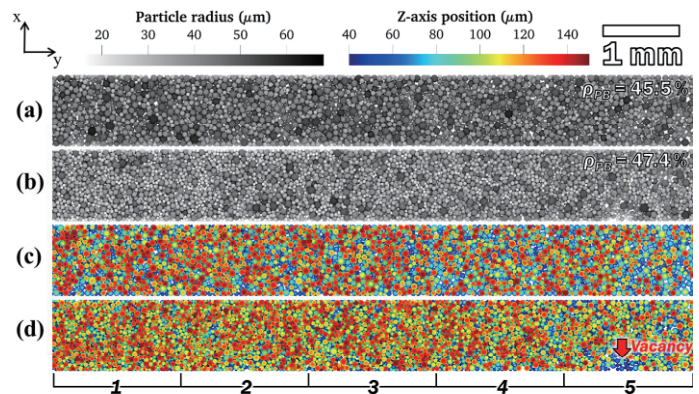 Particle radius (μm)
Z-axis position (μm)
x
y
20 30 40 50 60
40 60 80 100 120 140
1 mm
(a)
ρPB = 45.5 %
(b)
ρPB = 47.4 %
(c)
(d)
Vacancy
1 2 3 4 5